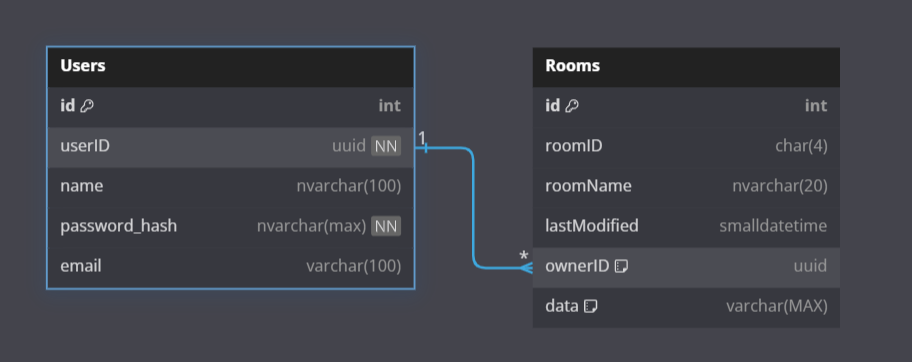 Users
id int
userID uuid NN
name nvarchar(100)
password_hash nvarchar(max) NN
email varchar(100)
1
*
Rooms
id int
roomID char(4)
roomName nvarchar(20)
lastModified smalldatetime
ownerID uuid
data varchar(MAX)